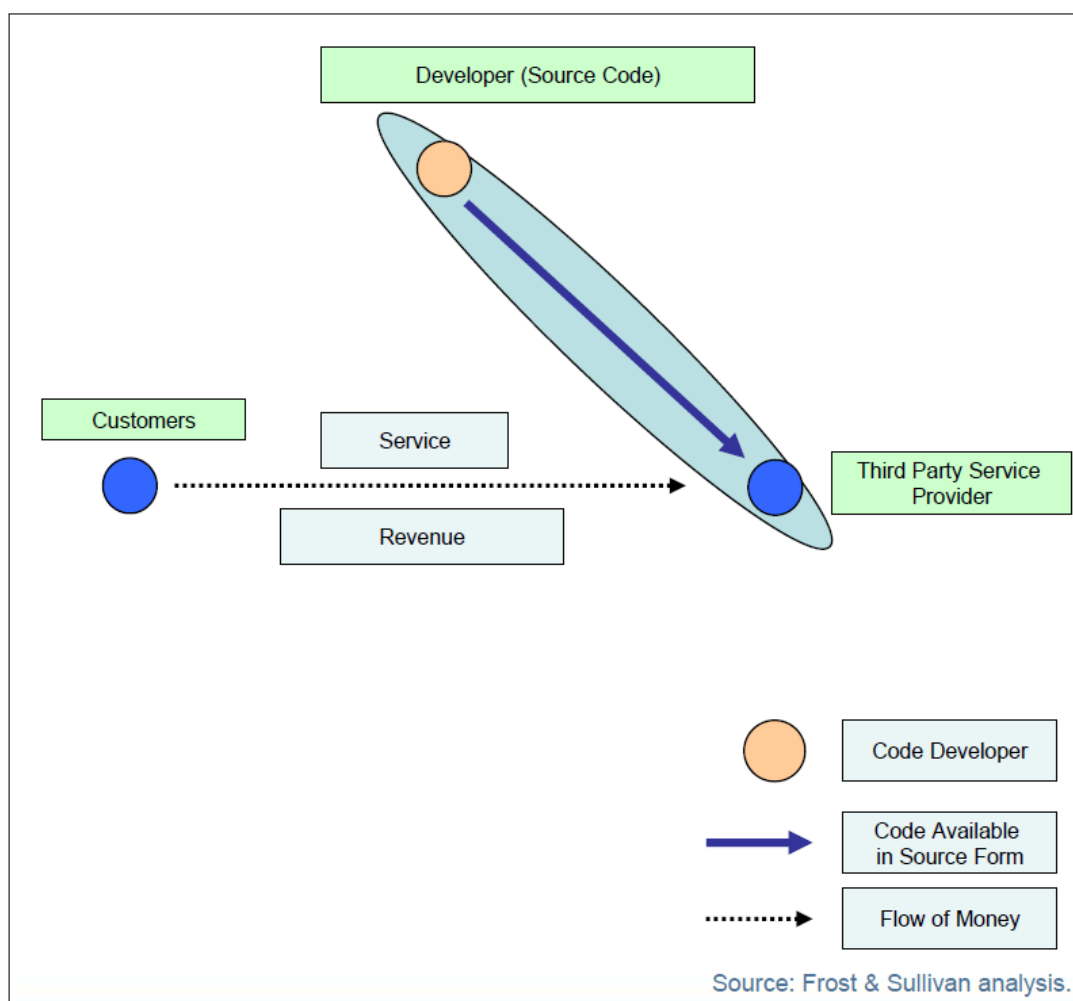 Developer (Source Code)
Customers
Service
Third Party Service
Provider
Revenue
Code Developer
Code Available
in Source Form
Flow of Money
Source: Frost & Sullivan analysis.